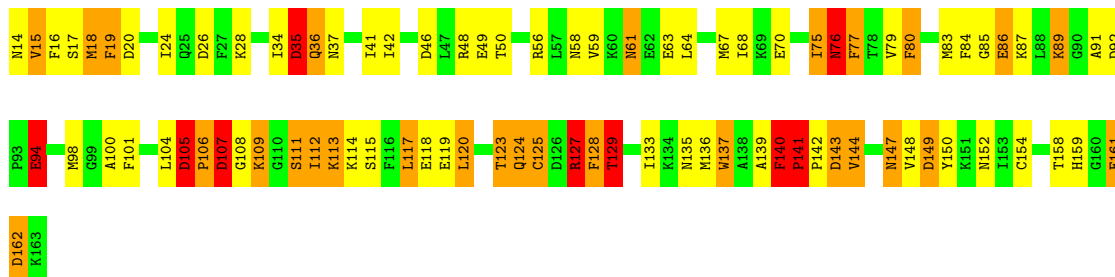 N14 V15 F16 S17 M18 F19 D20 I24 Q25 D26 F27 K28 I34 D35 Q36 N37 I41 I42 D46 L47 R48 E49 T50 R56 L57 N58 V59 K60 N61 E62 E63 L64 M67 I68 K69 E70 I75 N76 F77 T78 V79 F80 M83 F84 G85 E86 K87 L88 K89 G90 A91
P93 E94 M98 G99 A100 F101 L104 D105 P106 D107 G108 K109 G110 S111 I112 K113 K114 S115 F116 L117 E118 E119 L120 T123 Q124 C125 D126 R127 F128 T129 I133 K134 N135 M136 W137 A138 A139 F140 P141 P142 D143 V144 N147 V148 D149 Y150 K151 N152 I153 C154 T158 H159 G160
D162 K163